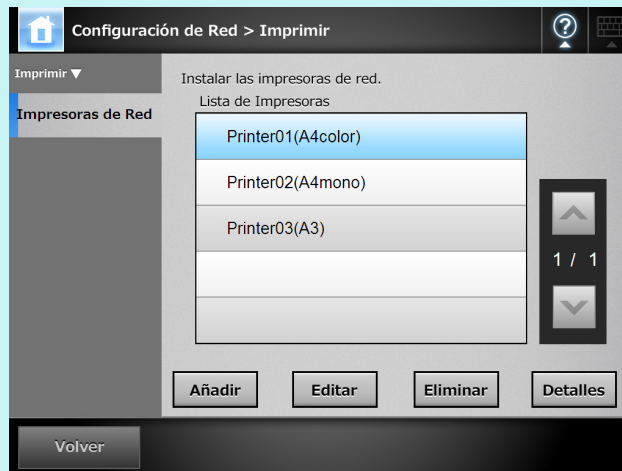 Configuración de Red > Imprimir
?
Imprimir ▼
Impresoras de Red
Instalar las impresoras de red.
Lista de Impresoras
Printer01(A4color)
Printer02(A4mono)
Printer03(A3)
1 / 1
Añadir
Editar
Eliminar
Detalles
Volver